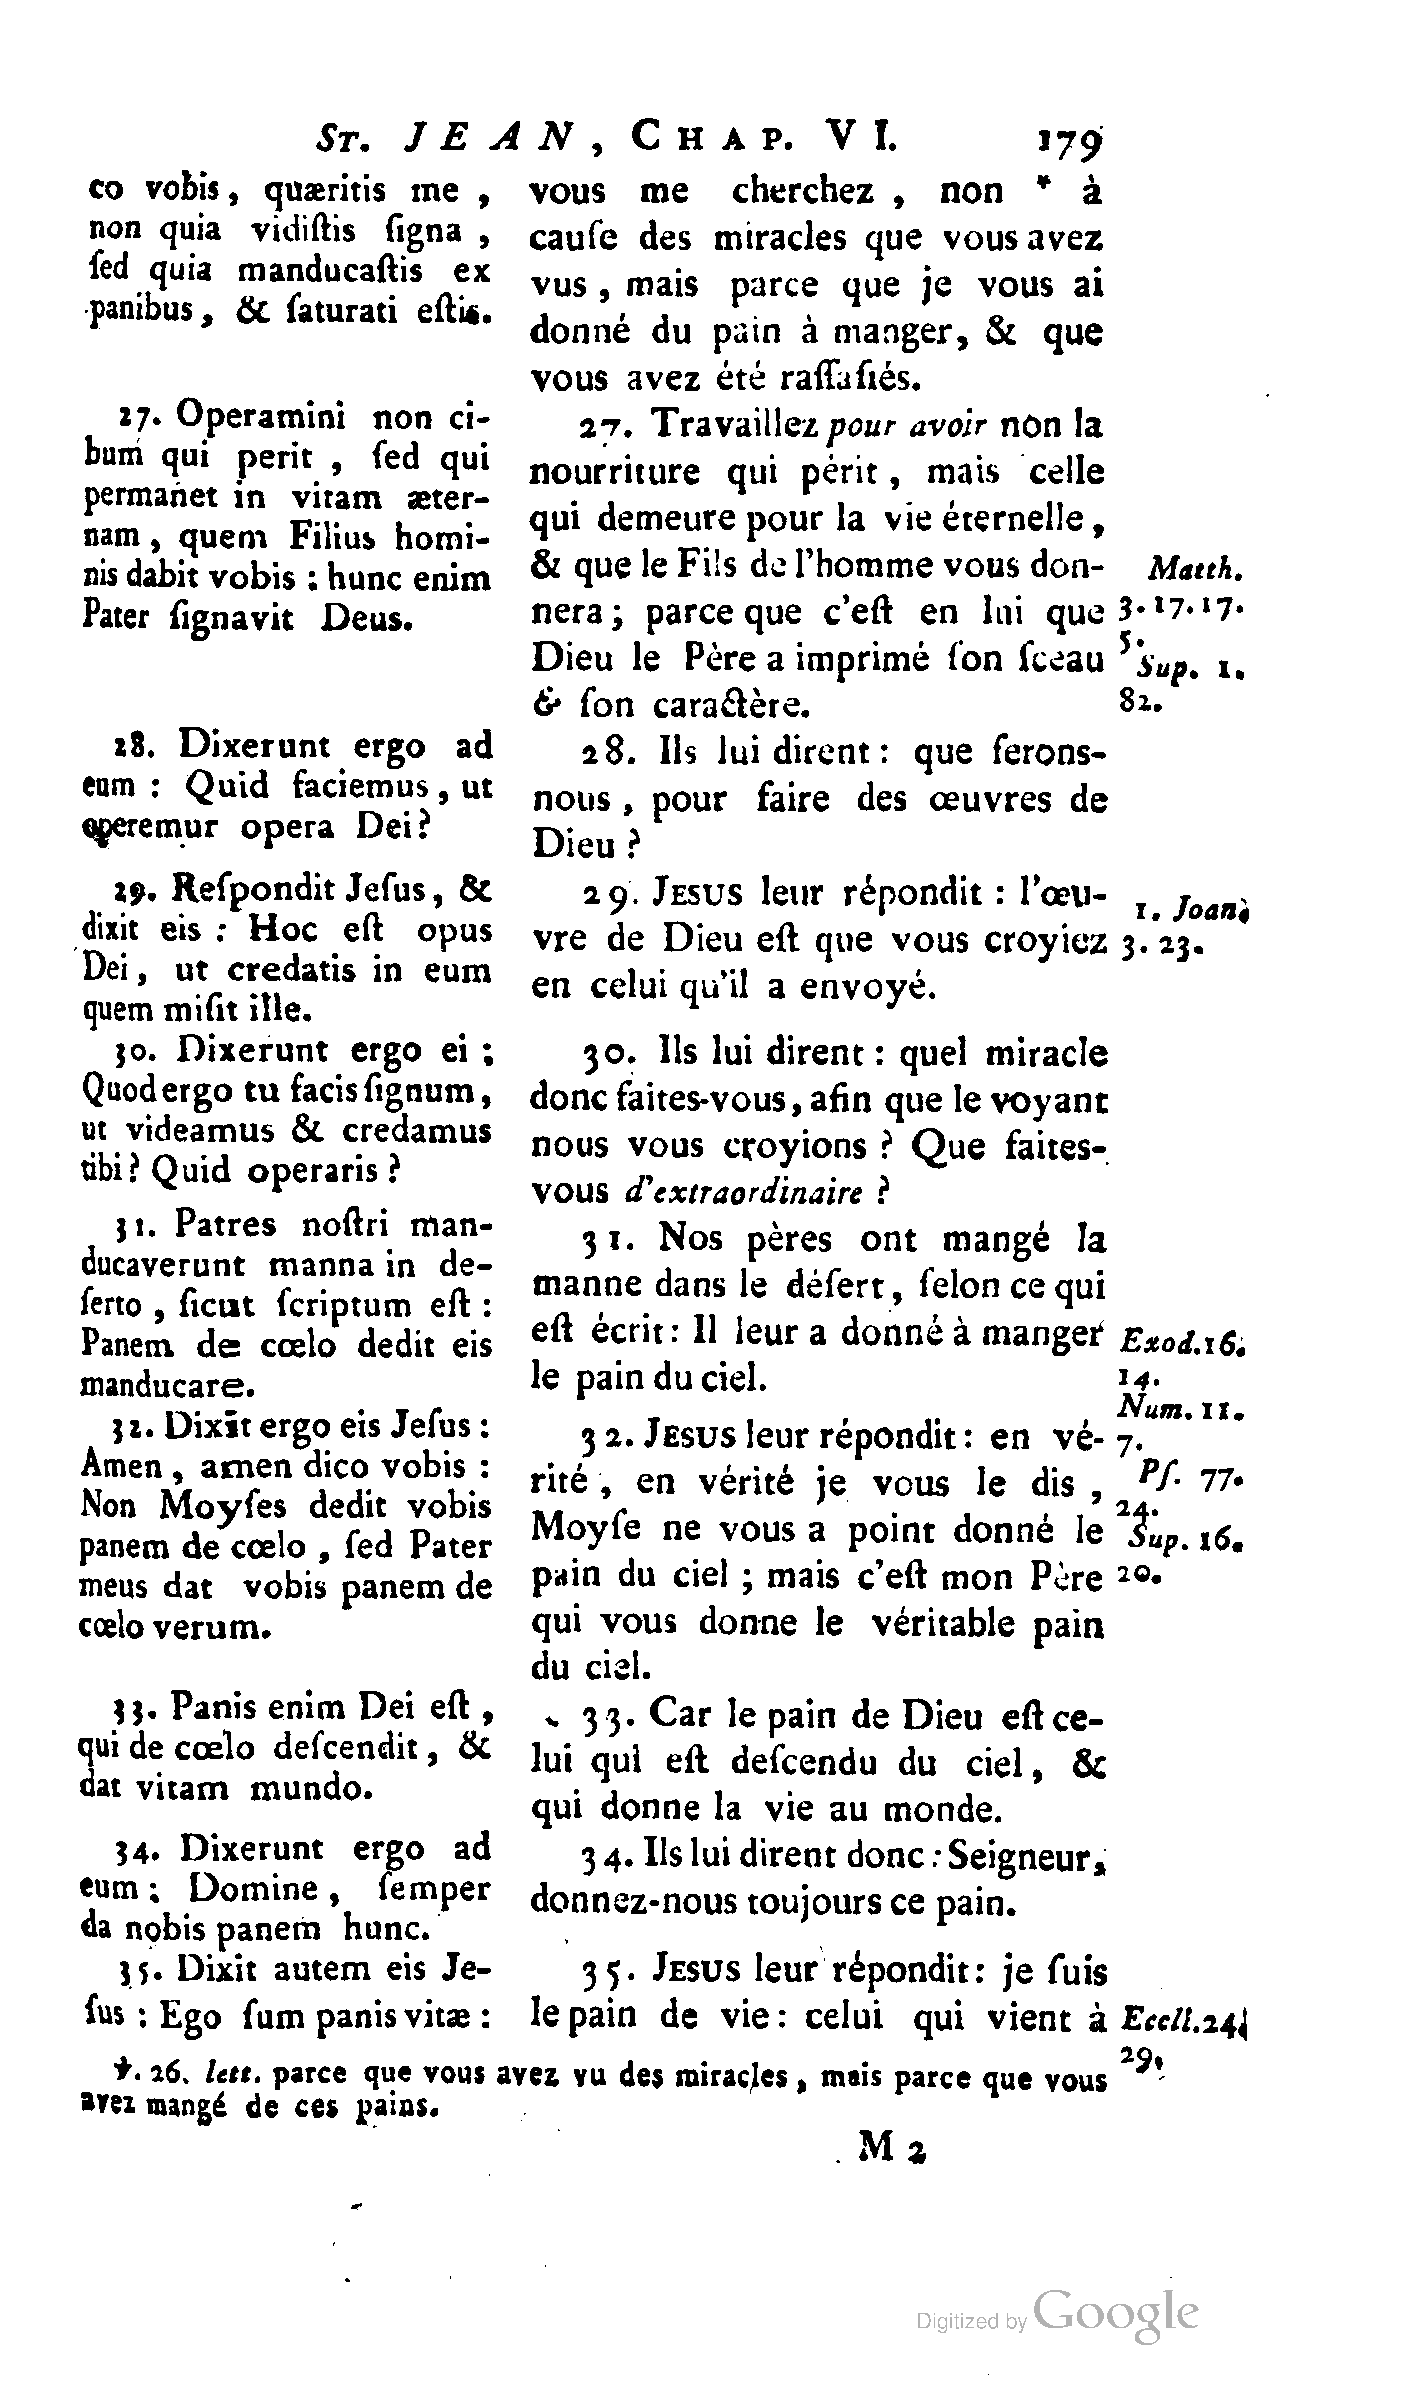 St. JEAN, CHAP. VI. 179
co vobis, quæritis me,
non quia vidiſtis ſigna,
ſed quia manducaſtis ex
panibus, & ſaturati eſtis.
27. Operamini non ci-
bum qui perit, ſed qui
permanet in vitam æter-
nam, quem Filius homi-
nis dabit vobis : hunc enim
Pater ſignavit Deus.
28. Dixerunt ergo ad
eum : Quid faciemus, ut
operemur opera Dei?
29. Reſpondit Jeſus, &
dixit eis : Hoc eſt opus
Dei, ut credatis in eum
quem miſit ille.
30. Dixerunt ergo ei ;
Quod ergo tu facis ſignum,
ut videamus & credamus
tibi? Quid operaris?
31. Patres noſtri man-
ducaverunt manna in de-
ſerto, ſicut ſcriptum eſt :
Panem de cœlo dedit eis
manducare.
32. Dixit ergo eis Jeſus :
Amen, amen dico vobis :
Non Moyſes dedit vobis
panem de cœlo, ſed Pater
meus dat vobis panem de
cœlo verum.
33. Panis enim Dei eſt,
qui de cœlo deſcendit, &
dat vitam mundo.
34. Dixerunt ergo ad
eum ; Domine, ſemper
da nobis panem hunc.
35. Dixit autem eis Je-
ſus : Ego ſum panis vitæ :
vous me cherchez, non * à
cauſe des miracles que vous avez
vus, mais parce que je vous ai
donné du pain à manger, & que
vous avez été raſſaſiés.
27. Travaillez pour avoir non la
nourriture qui périt, mais celle
qui demeure pour la vie éternelle,
& que le Fils de l'homme vous don-
nera ; parce que c'eſt en lui que
Dieu le Père a imprimé ſon ſceau
& ſon caractère.
28. Ils lui dirent : que ferons-
nous, pour faire des œuvres de
Dieu ?
29. JESUS leur répondit : l'œu-
vre de Dieu eſt que vous croyiez
en celui qu'il a envoyé.
30. Ils lui dirent : quel miracle
donc faites-vous, afin que le voyant
nous vous croyions ? Que faites-
vous d'extraordinaire ?
31. Nos pères ont mangé la
manne dans le déſert, ſelon ce qui
eſt écrit : Il leur a donné à manger
le pain du ciel.
32. JESUS leur répondit : en vé-
rité, en vérité je vous le dis,
Moyſe ne vous a point donné le
pain du ciel ; mais c'eſt mon Père
qui vous donne le véritable pain
du ciel.
33. Car le pain de Dieu eſt ce-
lui qui eſt deſcendu du ciel, &
qui donne la vie au monde.
34. Ils lui dirent donc : Seigneur,
donnez-nous toujours ce pain.
35. JESUS leur répondit : je ſuis
le pain de vie : celui qui vient à
Matth.
3. 17. 17.
5.
Sup. 1.
82.
1. Joan.
3. 23.
Exod. 16.
14.
Num. 11.
7.
Pſ. 77.
24.
Sup. 16.
20.
Eccll. 24.
29.
℣. 26. lett. parce que vous avez vu des miracles, mais parce que vous
avez mangé de ces pains.
M 2
Digitized by Google